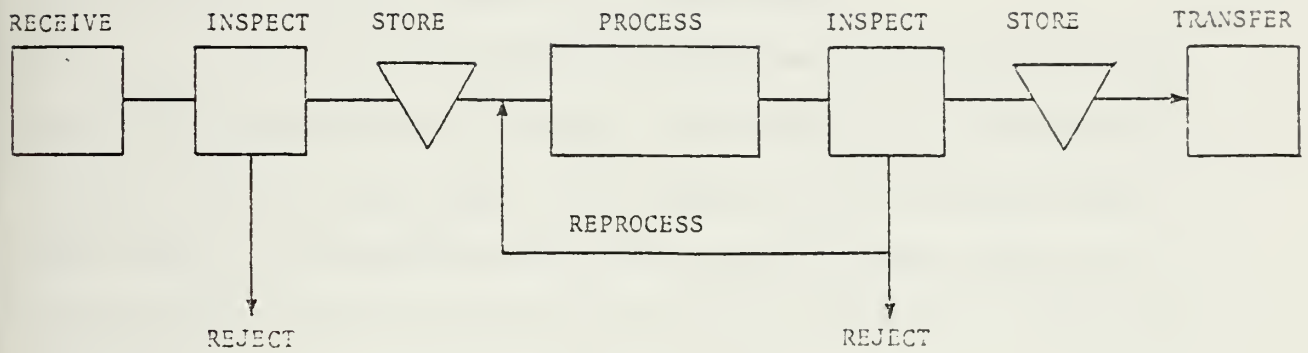 RECEIVE INSPECT STORE PROCESS INSPECT STORE TRANSFER
REPROCESS
REJECT REJECT